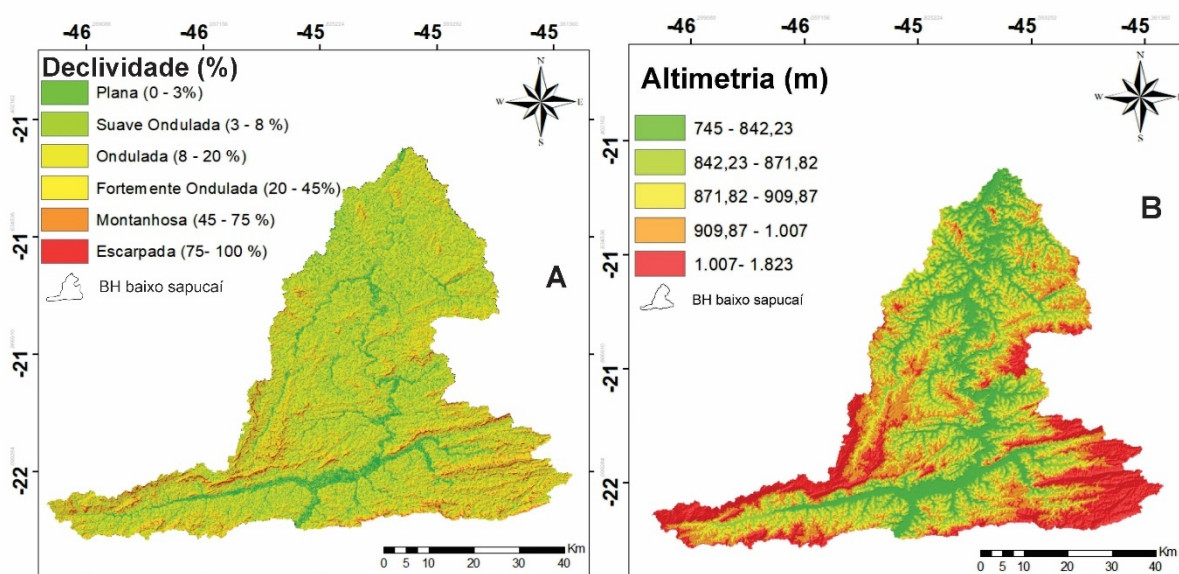 -46 -46 -45 -45 -45
Declividade (%)
Plana (0 - 3%)
Suave Ondulada (3 - 8 %)
Ondulada (8 - 20 %)
Fortemente Ondulada (20 - 45%)
Montanhosa (45 - 75 %)
Escarpada (75- 100 %)
BH baixo sapucaí
N
W E
S
A
-21
-21
-21
-22
Km
0 5 10 20 30 40
-46 -46 -45 -45 -45
Altimetria (m)
745 - 842,23
842,23 - 871,82
871,82 - 909,87
909,87 - 1.007
1.007- 1.823
BH baixo sapucaí
N
W E
S
B
-21
-21
-21
-22
Km
0 5 10 20 30 40